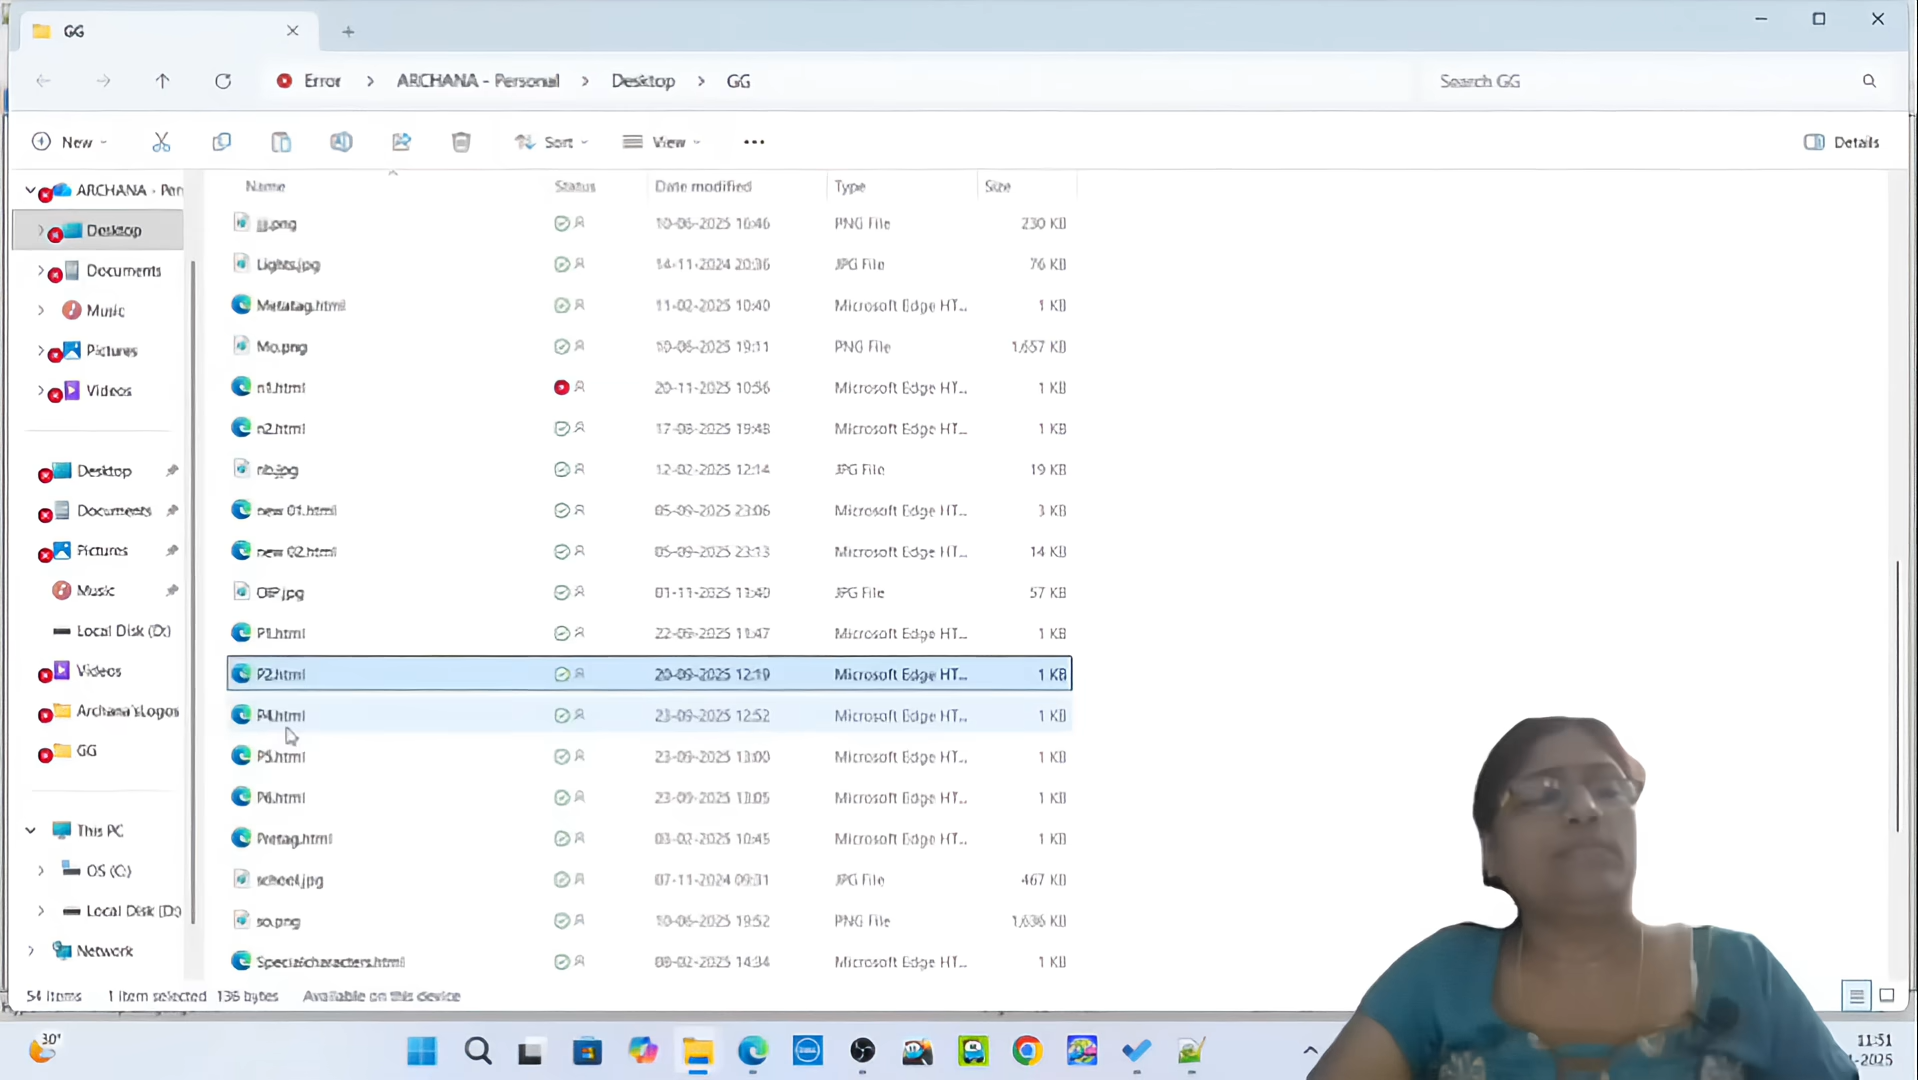 GG
Error > ARCHANA - Personal > Desktop > GG
Search GG
New
Sort
View
Details
Name Status Date modified Type Size
jj.png 10-06-2025 16:46 PNG File 230 KB
Lights.jpg 14-11-2024 20:36 JPG File 76 KB
Metatag.html 11-02-2025 10:40 Microsoft Edge HT... 1 KB
Mo.png 10-06-2025 19:11 PNG File 1,657 KB
n1.html 20-11-2025 10:56 Microsoft Edge HT... 1 KB
n2.html 17-08-2025 19:48 Microsoft Edge HT... 1 KB
nb.jpg 12-02-2025 12:14 JPG File 19 KB
new 01.html 05-09-2025 23:06 Microsoft Edge HT... 3 KB
new 02.html 05-09-2025 23:13 Microsoft Edge HT... 14 KB
OIP.jpg 01-11-2025 11:40 JPG File 57 KB
P1.html 22-09-2025 11:47 Microsoft Edge HT... 1 KB
P2.html 20-09-2025 12:19 Microsoft Edge HT... 1 KB
P4.html 23-09-2025 12:52 Microsoft Edge HT... 1 KB
P5.html 23-09-2025 13:00 Microsoft Edge HT... 1 KB
P6.html 23-09-2025 13:05 Microsoft Edge HT... 1 KB
Pretag.html 03-02-2025 10:45 Microsoft Edge HT... 1 KB
school.jpg 07-11-2024 09:31 JPG File 467 KB
so.png 10-06-2025 19:52 PNG File 1,636 KB
Specialcharacters.html 08-02-2025 14:34 Microsoft Edge HT... 1 KB
ARCHANA - Per
Desktop
Documents
Music
Pictures
Videos
Desktop
Documents
Pictures
Music
Local Disk (D:)
Videos
Archana'sLogos
GG
This PC
OS (C:)
Local Disk (D:)
Network
54 items 1 item selected 136 bytes Available on this device
30°
DELL
11:51
-2025